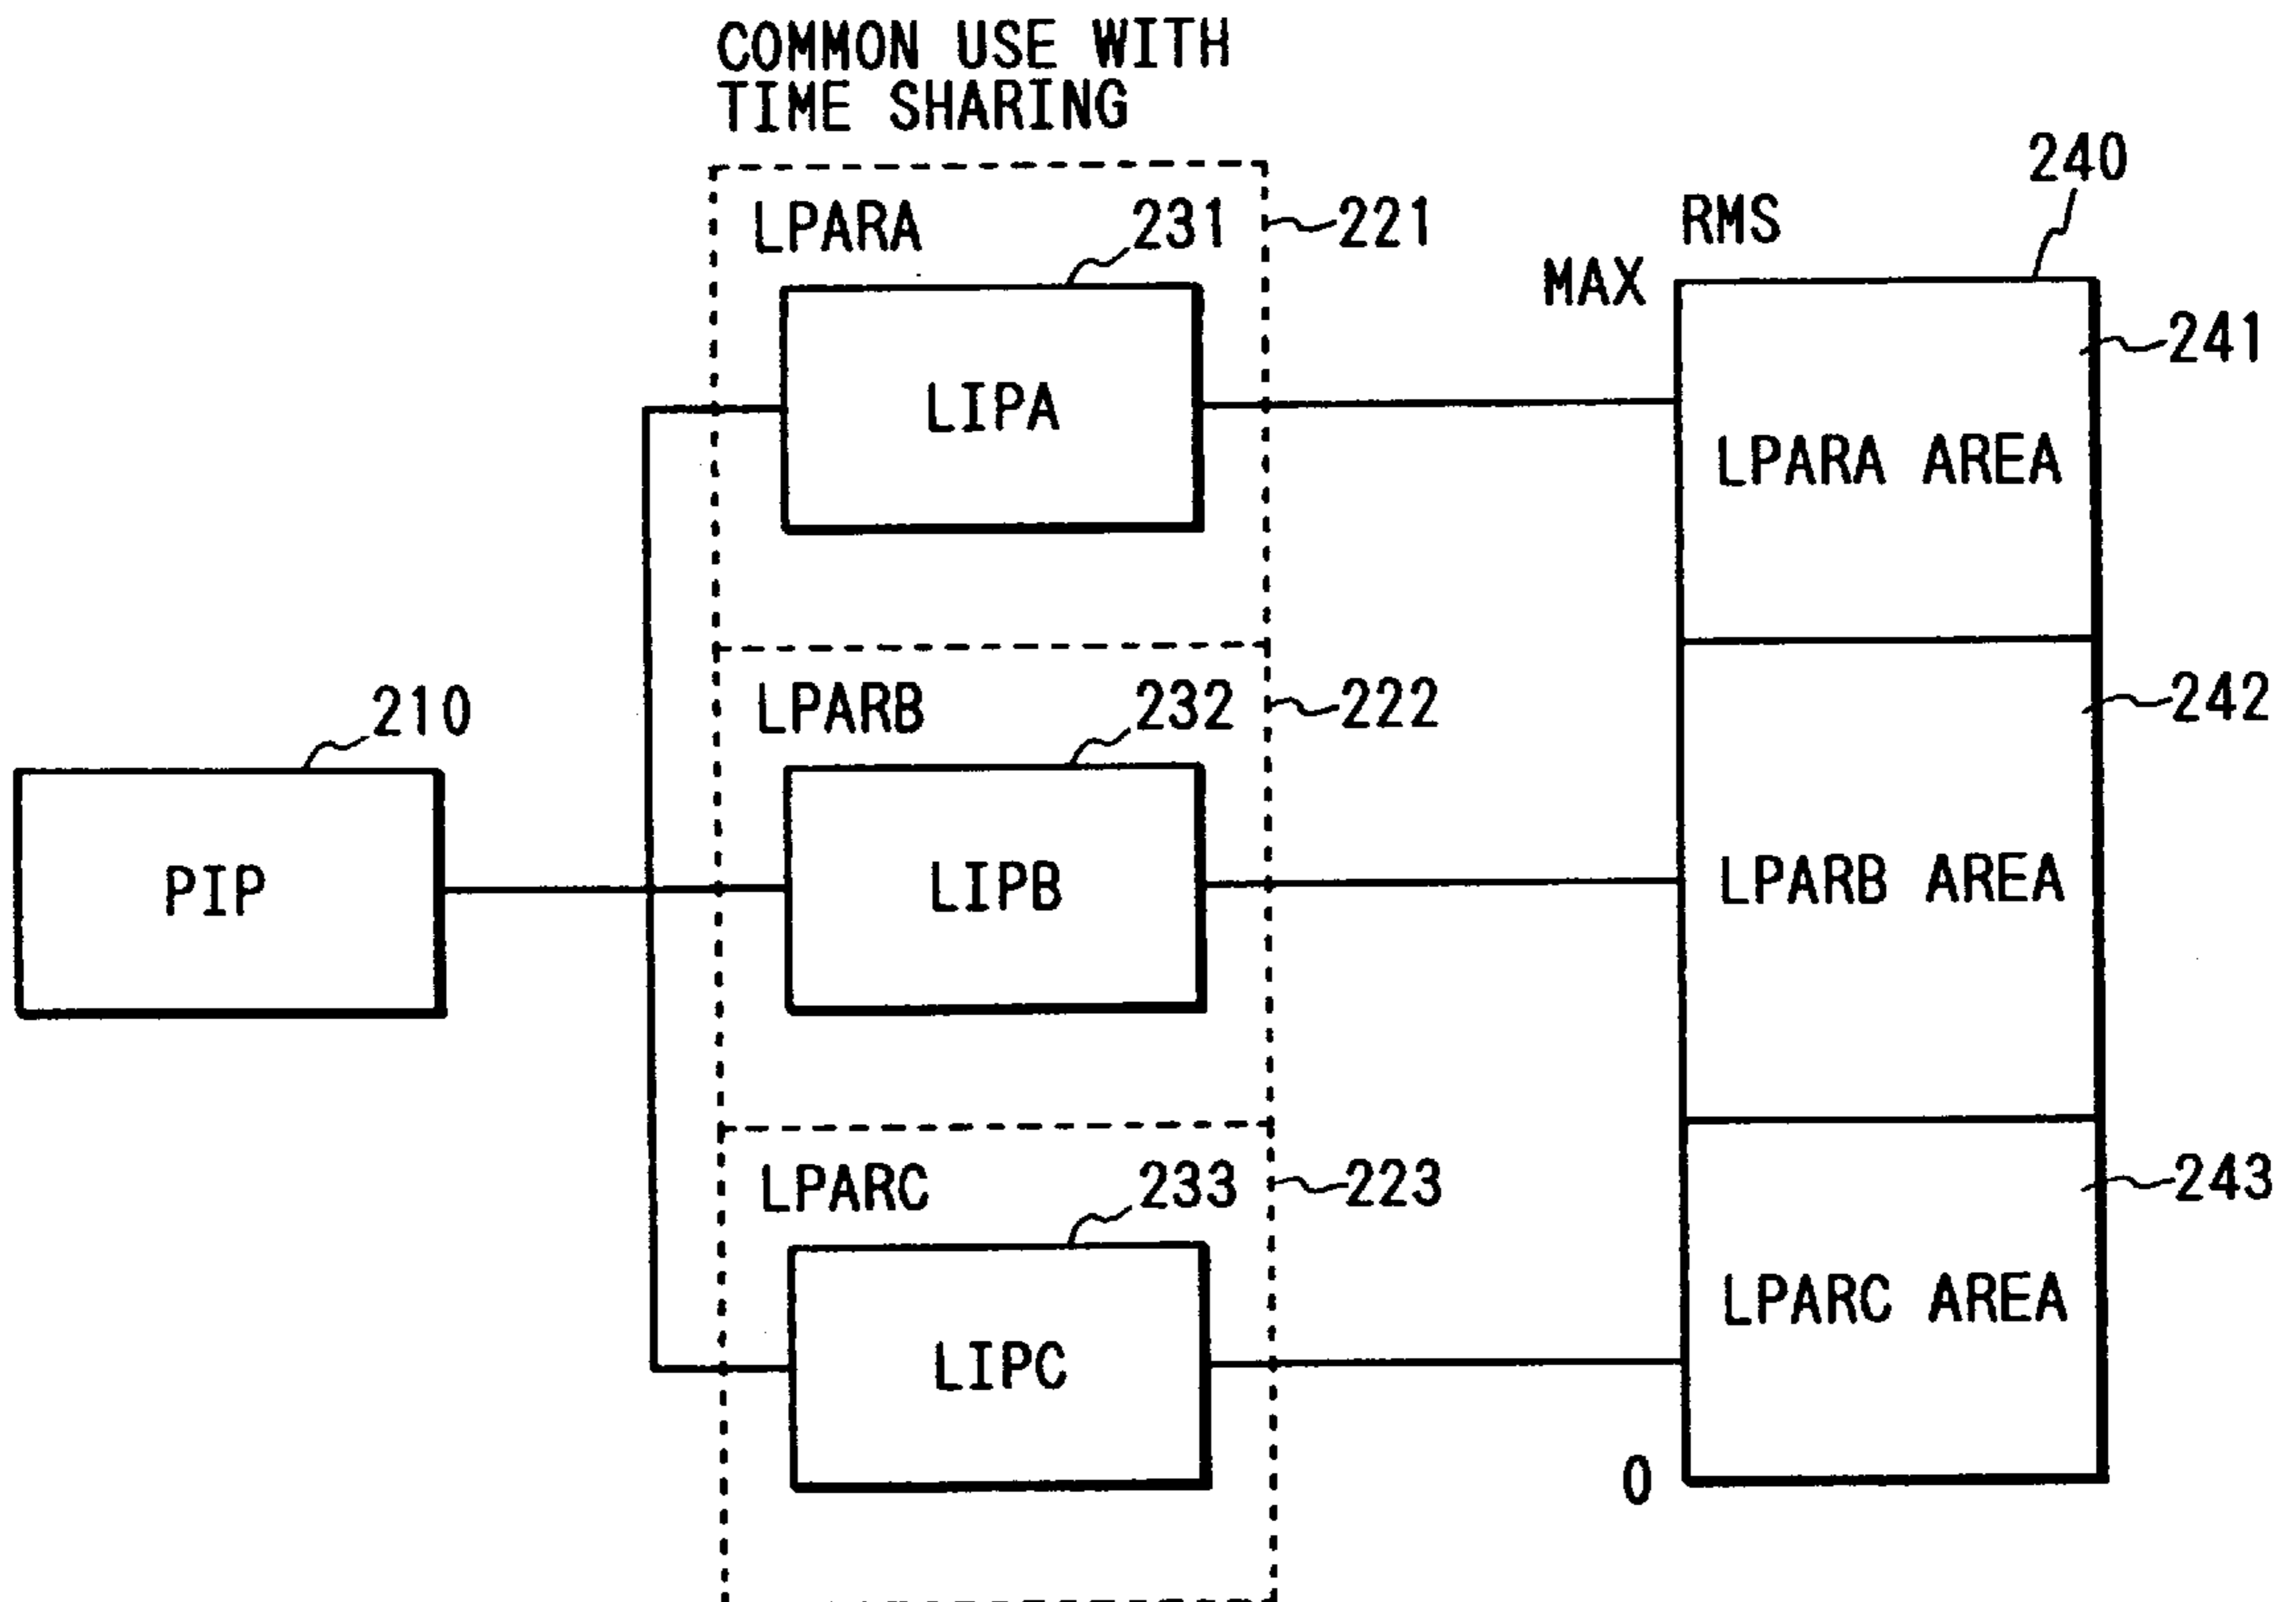 COMMON USE WITH
TIME SHARING
240
LPARA
231
221
RMS
MAX
241
LIPA
LPARA AREA
210
LPARB
232
222
242
PIP
LIPB
LPARB AREA
LPARC
233
223
243
LIPC
LPARC AREA
0